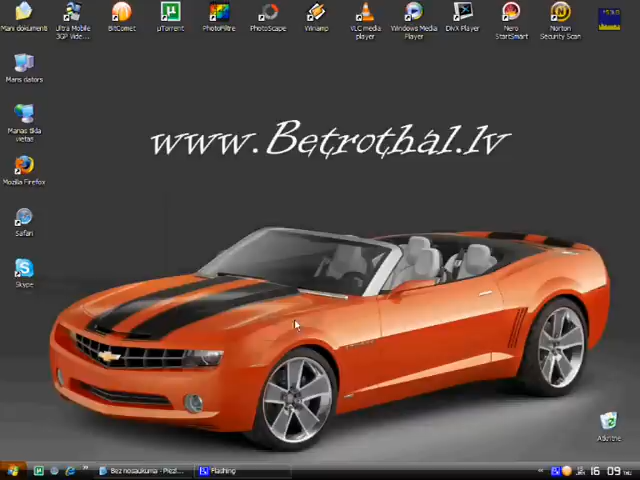 Mani dokumenti
Ultra Mobile
3GP Vide...
BitComet
µTorrent
PhotoFiltre
PhotoScape
Winamp
VLC media
player
Windows Media
Player
DivX Player
Nero
StartSmart
Norton
Security Scan
Mans dators
Manas tīkla
vietas
Mozilla Firefox
Safari
Skype
www.Betrothal.lv
Atkritne
Bez nosaukuma - Piezī...
Flashing
16 09